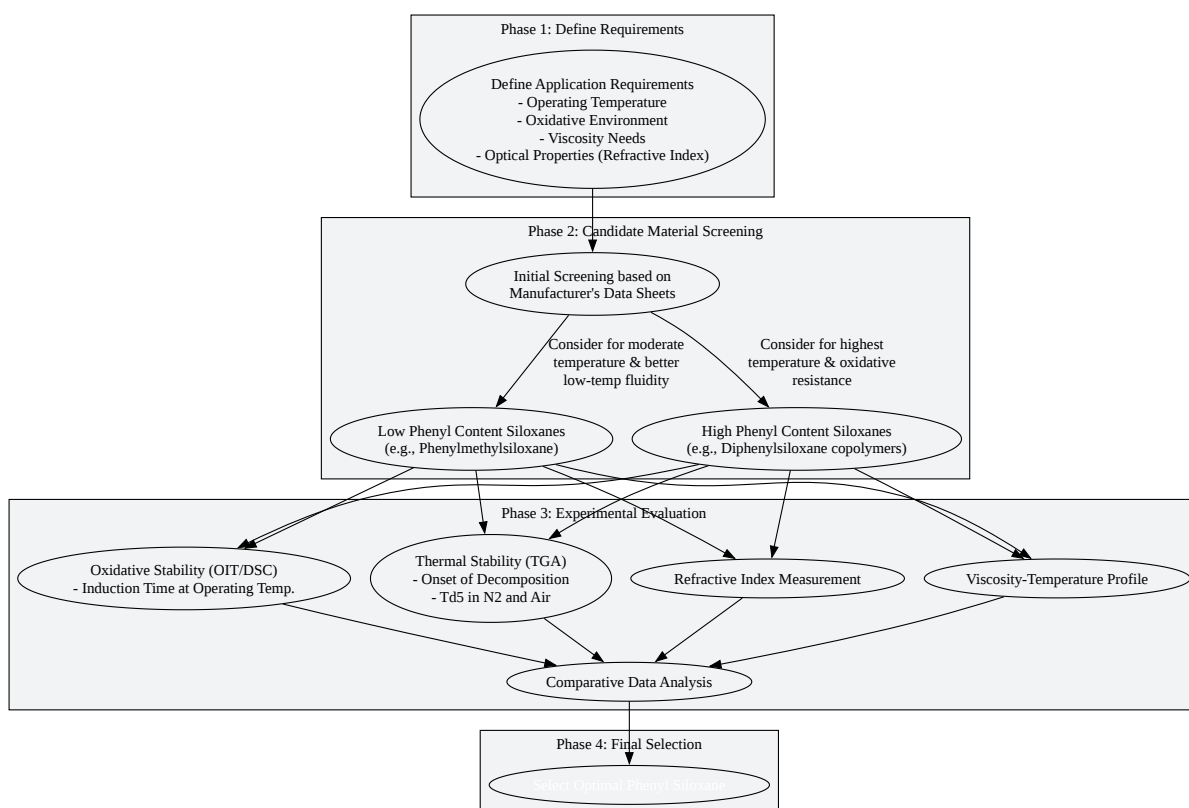 Phase 1: Define Requirements
Define Application Requirements
- Operating Temperature
- Oxidative Environment
- Viscosity Needs
- Optical Properties (Refractive Index)
Phase 2: Candidate Material Screening
Initial Screening based on
Manufacturer's Data Sheets
Consider for moderate
temperature & better
low-temp fluidity
Consider for highest
temperature & oxidative
resistance
Low Phenyl Content Siloxanes
(e.g., Phenylmethylsiloxane)
High Phenyl Content Siloxanes
(e.g., Diphenylsiloxane copolymers)
Phase 3: Experimental Evaluation
Oxidative Stability (OIT/DSC)
- Induction Time at Operating Temp.
Thermal Stability (TGA)
- Onset of Decomposition
- Td5 in N2 and Air
Refractive Index Measurement
Viscosity-Temperature Profile
Comparative Data Analysis
Phase 4: Final Selection
Select Optimal Phenyl Siloxane